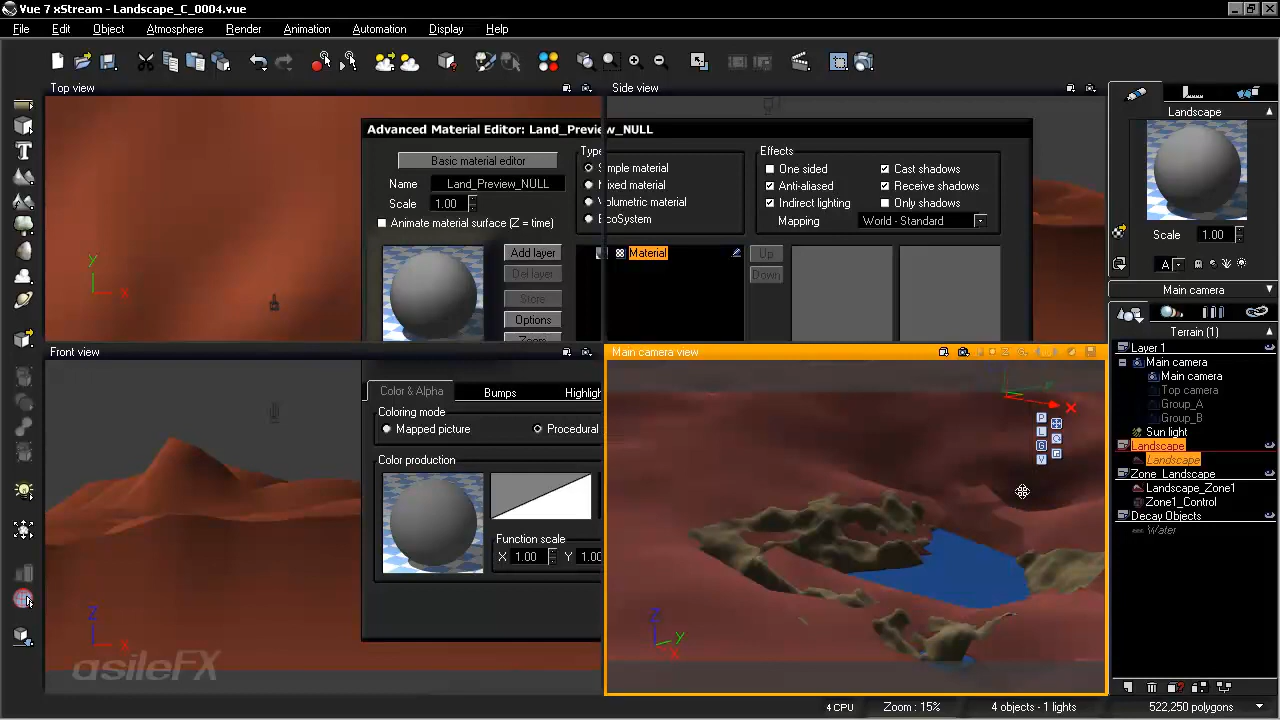 Vue 7 xStream - Landscape_C_0004.vue
File Edit Object Atmosphere Render Animation Automation Display Help
Top view
Side view
Landscape
Scale 1.00
A
Main camera
Terrain (1)
Layer 1
Main camera
Main camera
Top camera
Group_A
Group_B
Sun light
Landscape
Landscape
Zone_Landscape
Landscape_Zone1
Zone1_Control
Decay Objects
Water
Advanced Material Editor: Land_Preview_NULL
Basic material editor
Name Land_Preview_NULL
Scale 1.00
Animate material surface (Z = time)
Add layer
Del layer
Store
Options
Type
Simple material
Mixed material
Volumetric material
EcoSystem
Material
Up
Down
Effects
One sided
Cast shadows
Anti-aliased
Receive shadows
Indirect lighting
Only shadows
Mapping World - Standard
Y
X
Front view
Main camera view
Color & Alpha Bumps Highligh
Coloring mode
Mapped picture Procedural
Color production
Function scale
X 1.00 Y 1.00
Z
X
asileFX
X
P
L
G
V
Z
Y
X
4 CPU Zoom : 15% 4 objects - 1 lights 522,250 polygons